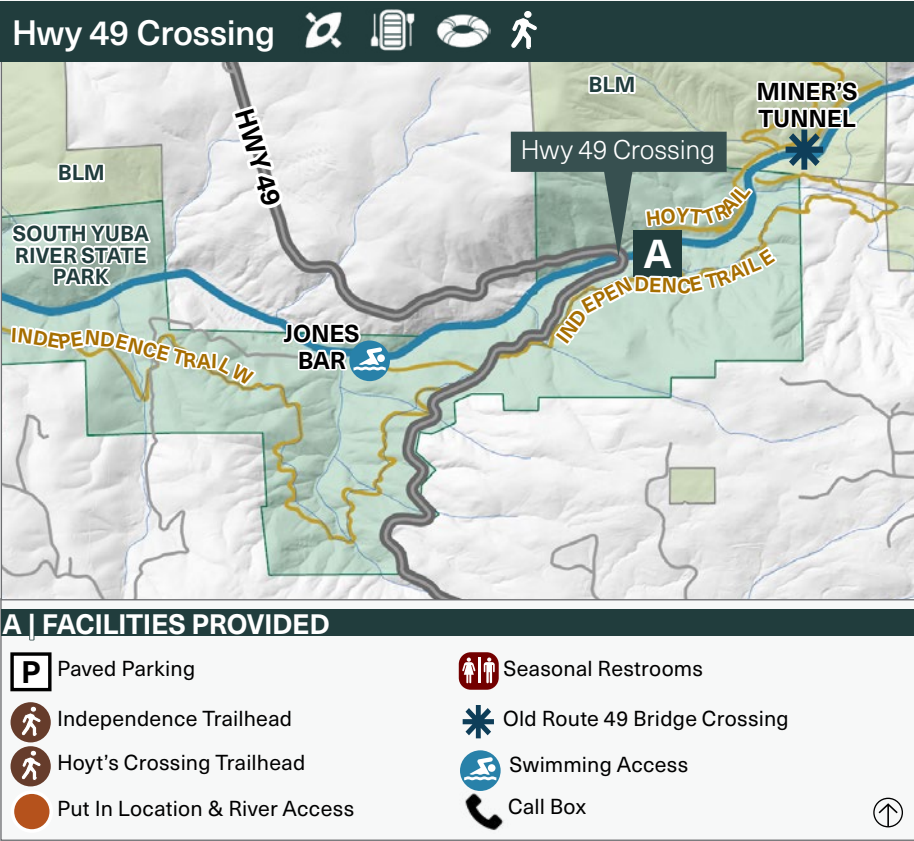 Hwy 49 Crossing
BLM
MINER'S
TUNNEL
HWY 49
Hwy 49 Crossing
BLM
HOYT TRAIL
SOUTH YUBA
RIVER STATE
PARK
A
INDEPENDENCE TRAIL E
JONES
BAR
INDEPENDENCE TRAIL W
A | FACILITIES PROVIDED
P Paved Parking
Seasonal Restrooms
Independence Trailhead
Old Route 49 Bridge Crossing
Hoyt's Crossing Trailhead
Swimming Access
Put In Location & River Access
Call Box